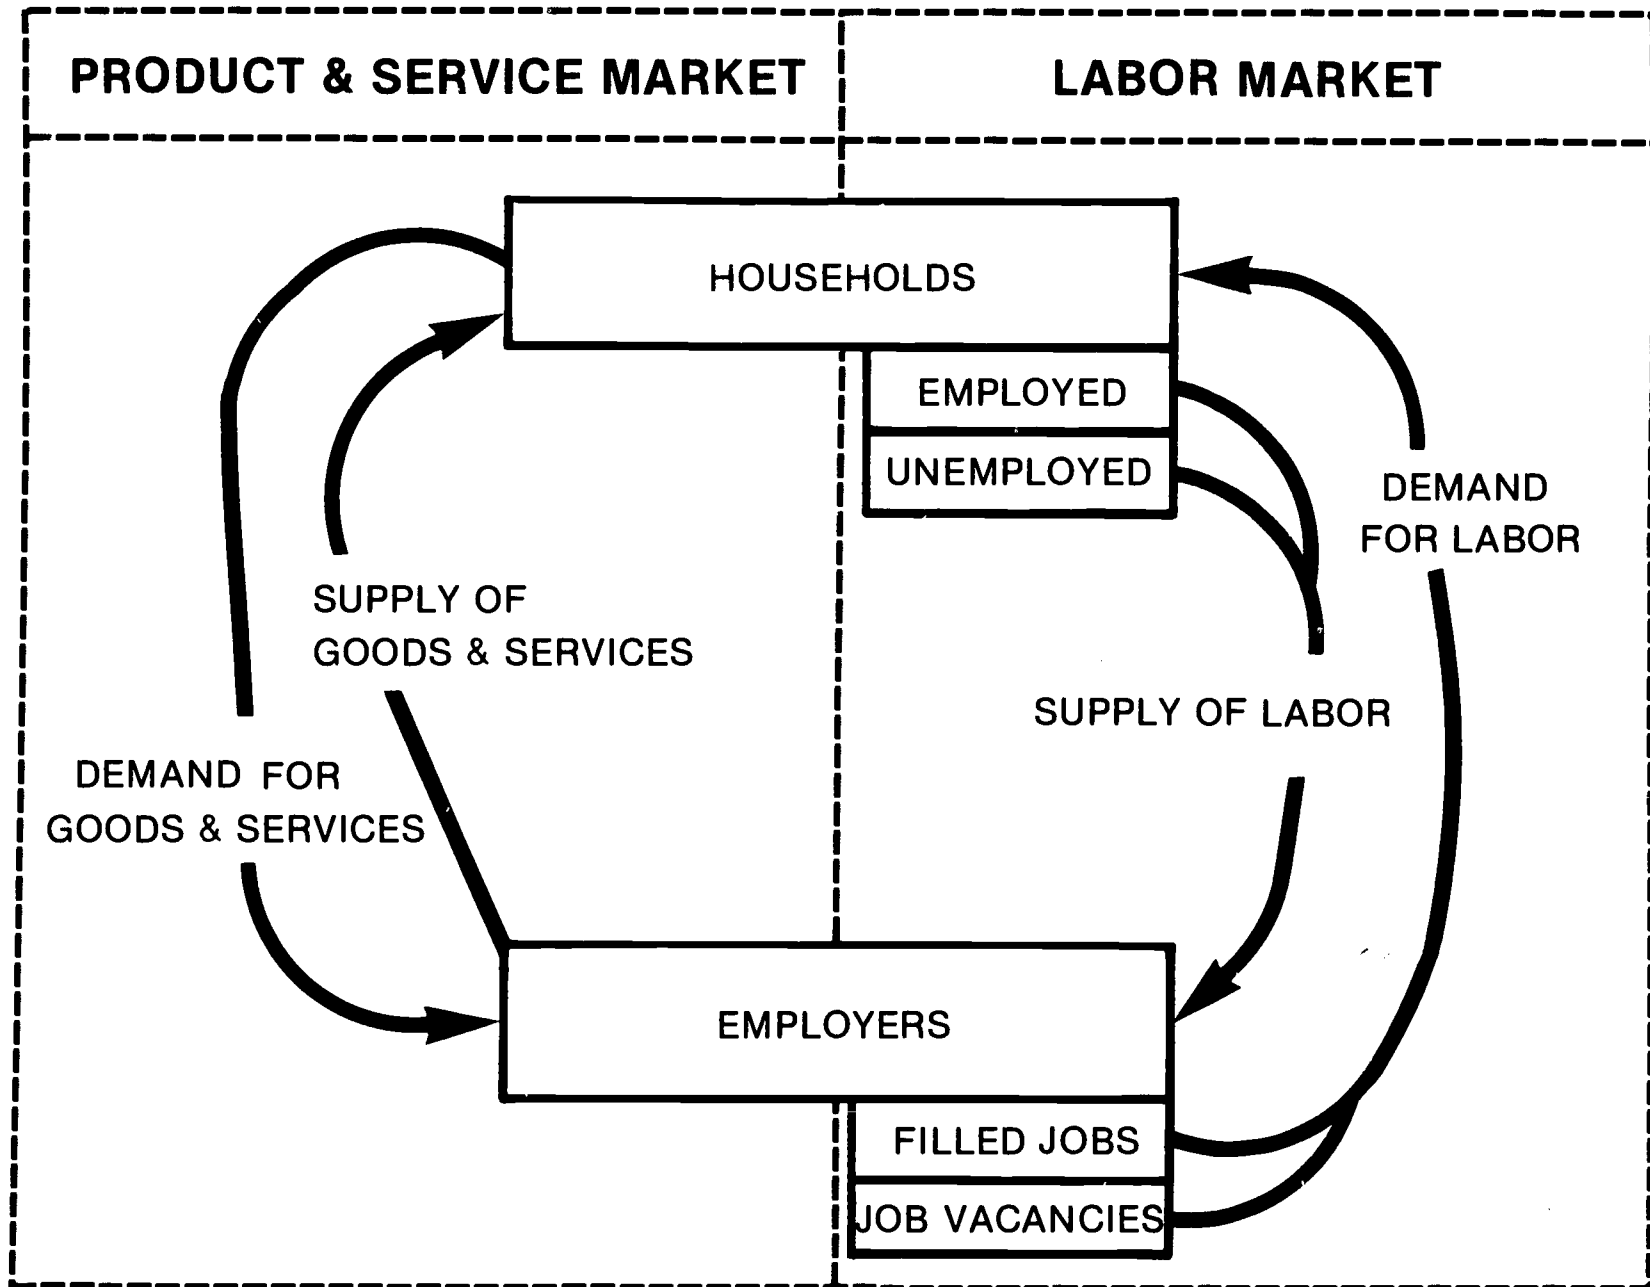 PRODUCT & SERVICE MARKET
LABOR MARKET
HOUSEHOLDS
EMPLOYED
UNEMPLOYED
DEMAND
FOR LABOR
SUPPLY OF
GOODS & SERVICES
SUPPLY OF LABOR
DEMAND FOR
GOODS & SERVICES
EMPLOYERS
FILLED JOBS
JOB VACANCIES